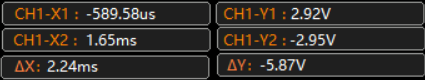 CH1-X1 : -589.58us CH1-Y1 : 2.92V
CH1-X2 : 1.65ms CH1-Y2 : -2.95V
ΔX: 2.24ms ΔY: -5.87V